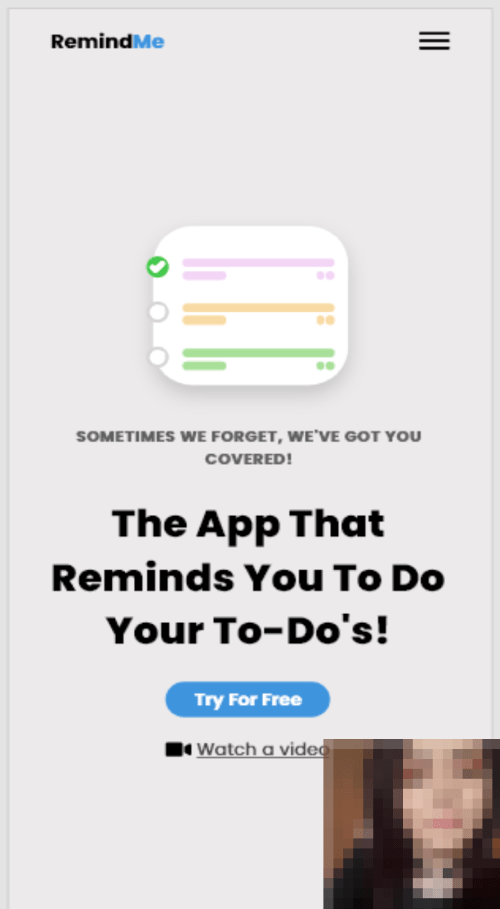 RemindMe
SOMETIMES WE FORGET, WE'VE GOT YOU
COVERED!
The App That
Reminds You To Do
Your To-Do's!
Try For Free
Watch a video